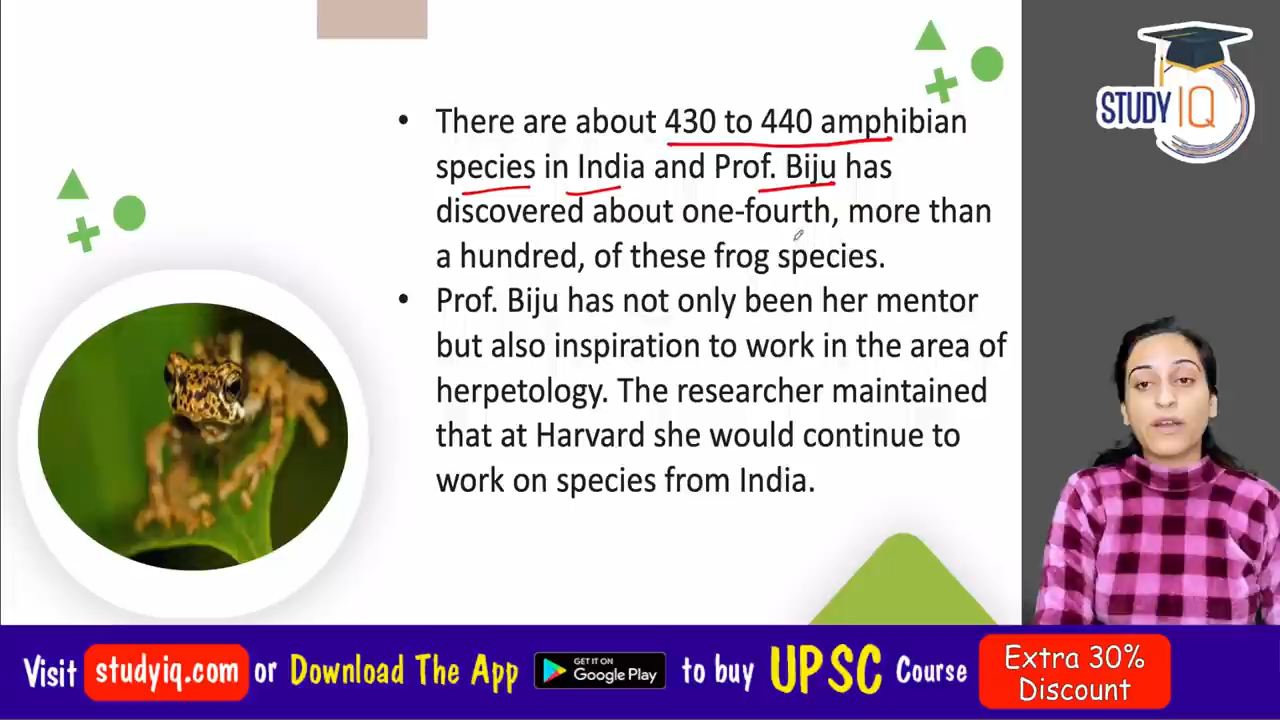 • There are about 430 to 440 amphibian
species in India and Prof. Biju has
discovered about one-fourth, more than
a hundred, of these frog species.
• Prof. Biju has not only been her mentor
but also inspiration to work in the area of
herpetology. The researcher maintained
that at Harvard she would continue to
work on species from India.
STUDY IQ
Visit studyiq.com or Download The App GET IT ON Google Play to buy UPSC Course Extra 30% Discount